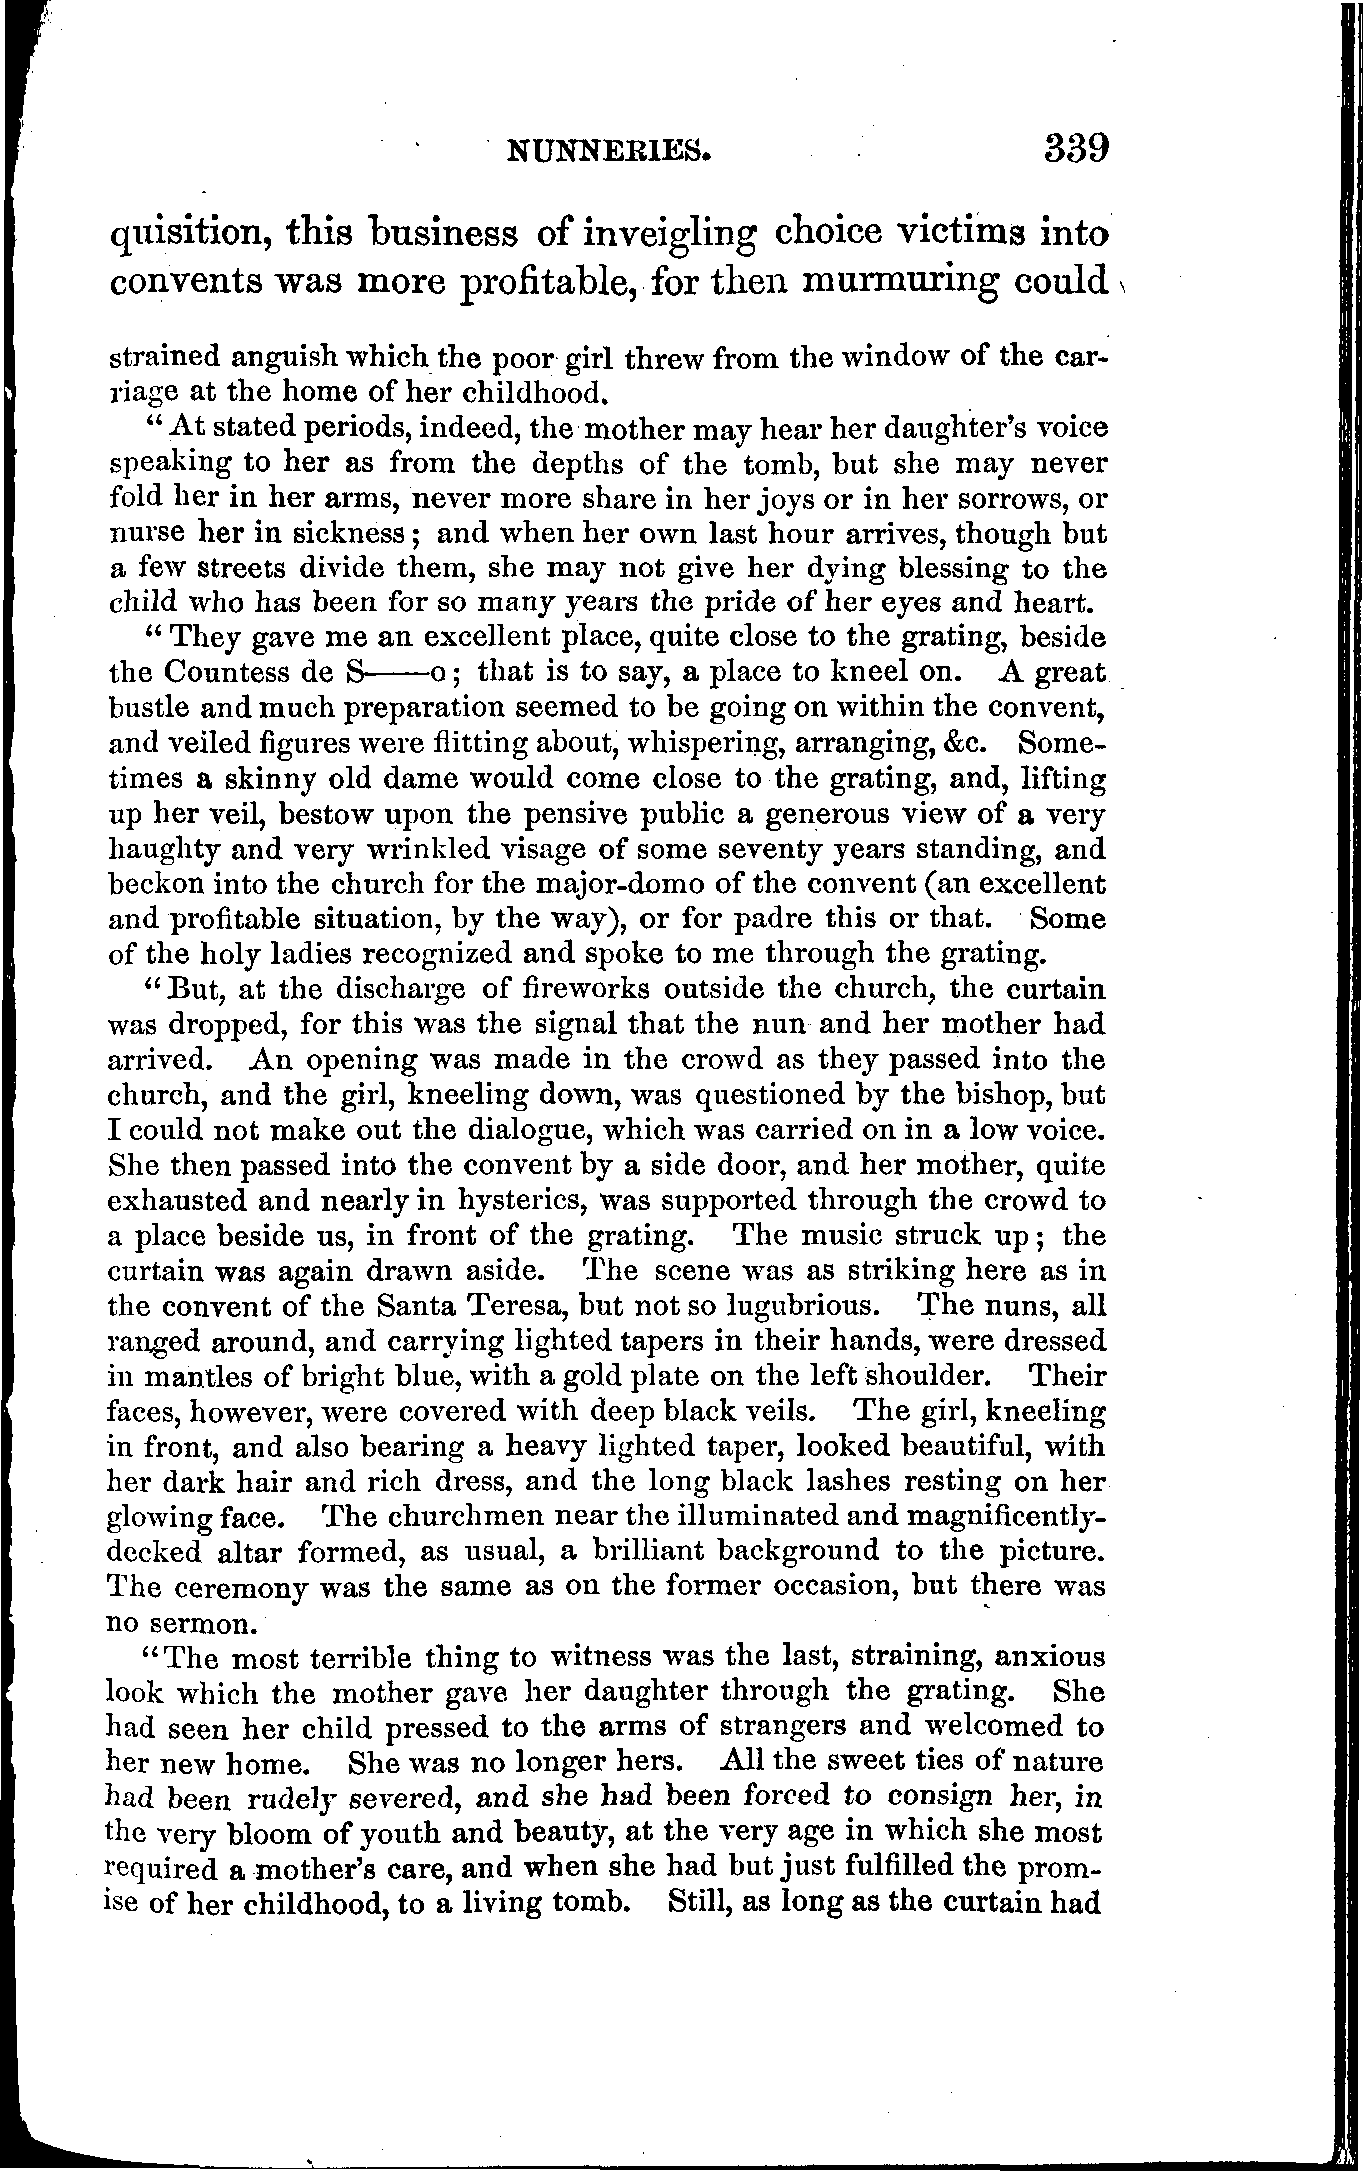 NUNNERIES. 339
quisition, this business of inveigling choice victims into
convents was more profitable, for then murmuring could
strained anguish which the poor girl threw from the window of the car-
riage at the home of her childhood.
“At stated periods, indeed, the mother may hear her daughter’s voice
speaking to her as from the depths of the tomb, but she may never
fold her in her arms, never more share in her joys or in her sorrows, or
nurse her in sickness; and when her own last hour arrives, though but
a few streets divide them, she may not give her dying blessing to the
child who has been for so many years the pride of her eyes and heart.
“They gave me an excellent place, quite close to the grating, beside
the Countess de S——o; that is to say, a place to kneel on. A great
bustle and much preparation seemed to be going on within the convent,
and veiled figures were flitting about, whispering, arranging, &c. Some-
times a skinny old dame would come close to the grating, and, lifting
up her veil, bestow upon the pensive public a generous view of a very
haughty and very wrinkled visage of some seventy years standing, and
beckon into the church for the major-domo of the convent (an excellent
and profitable situation, by the way), or for padre this or that. Some
of the holy ladies recognized and spoke to me through the grating.
“But, at the discharge of fireworks outside the church, the curtain
was dropped, for this was the signal that the nun and her mother had
arrived. An opening was made in the crowd as they passed into the
church, and the girl, kneeling down, was questioned by the bishop, but
I could not make out the dialogue, which was carried on in a low voice.
She then passed into the convent by a side door, and her mother, quite
exhausted and nearly in hysterics, was supported through the crowd to
a place beside us, in front of the grating. The music struck up; the
curtain was again drawn aside. The scene was as striking here as in
the convent of the Santa Teresa, but not so lugubrious. The nuns, all
ranged around, and carrying lighted tapers in their hands, were dressed
in mantles of bright blue, with a gold plate on the left shoulder. Their
faces, however, were covered with deep black veils. The girl, kneeling
in front, and also bearing a heavy lighted taper, looked beautiful, with
her dark hair and rich dress, and the long black lashes resting on her
glowing face. The churchmen near the illuminated and magnificently-
decked altar formed, as usual, a brilliant background to the picture.
The ceremony was the same as on the former occasion, but there was
no sermon.
“The most terrible thing to witness was the last, straining, anxious
look which the mother gave her daughter through the grating. She
had seen her child pressed to the arms of strangers and welcomed to
her new home. She was no longer hers. All the sweet ties of nature
had been rudely severed, and she had been forced to consign her, in
the very bloom of youth and beauty, at the very age in which she most
required a mother’s care, and when she had but just fulfilled the prom-
ise of her childhood, to a living tomb. Still, as long as the curtain had